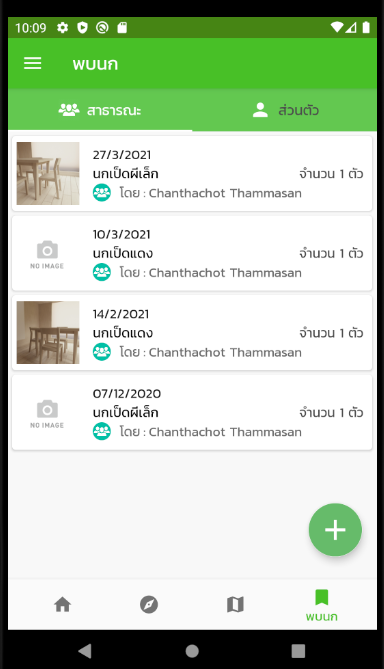 10:09
พบนก
สาธารณะ
ส่วนตัว
27/3/2021
นกเป็ดผีเล็ก
จำนวน 1 ตัว
โดย : Chanthachot Thammasan
10/3/2021
นกเป็ดแดง
จำนวน 1 ตัว
โดย : Chanthachot Thammasan
NO IMAGE
14/2/2021
นกเป็ดแดง
จำนวน 1 ตัว
โดย : Chanthachot Thammasan
07/12/2020
นกเป็ดผีเล็ก
จำนวน 1 ตัว
โดย : Chanthachot Thammasan
NO IMAGE
พบนก